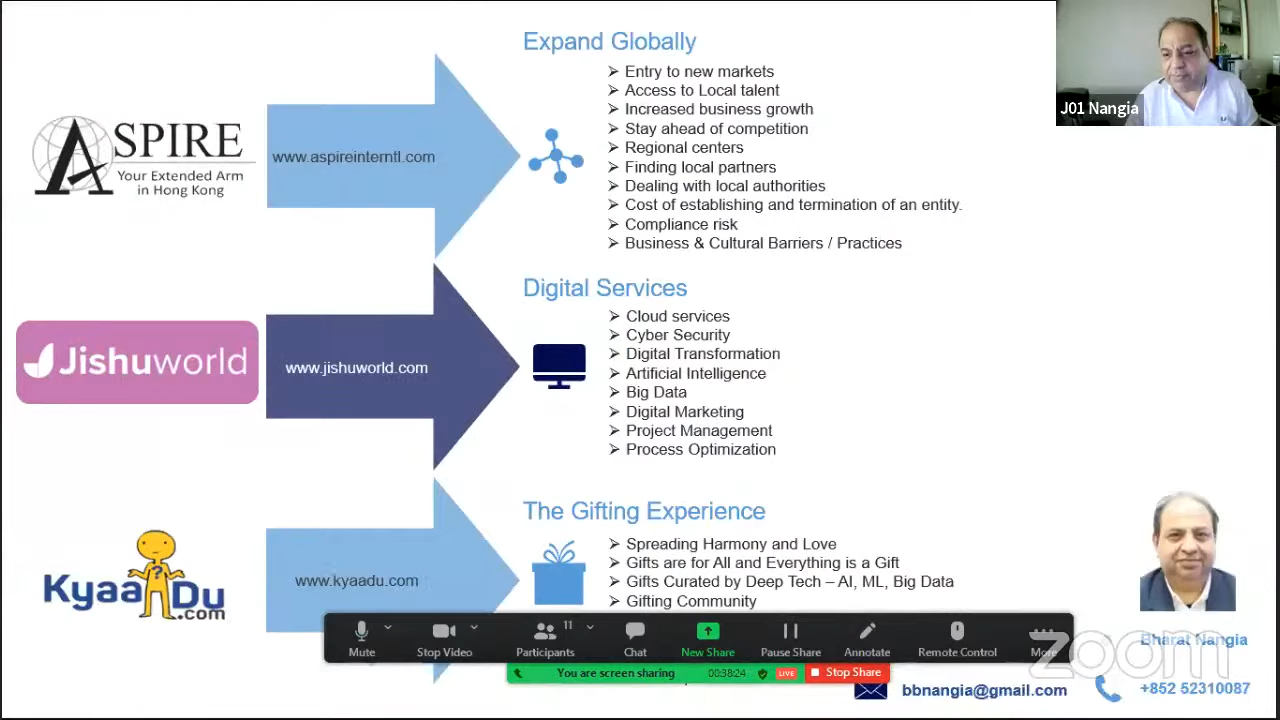 Expand Globally
➢ Entry to new markets
➢ Access to Local talent
➢ Increased business growth
➢ Stay ahead of competition
➢ Regional centers
➢ Finding local partners
➢ Dealing with local authorities
➢ Cost of establishing and termination of an entity.
➢ Compliance risk
➢ Business & Cultural Barriers / Practices
J01 Nangia
ASPIRE
Your Extended Arm
in Hong Kong
www.aspireinterntl.com
Digital Services
➢ Cloud services
➢ Cyber Security
➢ Digital Transformation
➢ Artificial Intelligence
➢ Big Data
➢ Digital Marketing
➢ Project Management
➢ Process Optimization
Jishuworld
www.jishuworld.com
The Gifting Experience
➢ Spreading Harmony and Love
➢ Gifts are for All and Everything is a Gift
➢ Gifts Curated by Deep Tech – AI, ML, Big Data
➢ Gifting Community
KyaaDu
.com
www.kyaadu.com
Mute
Stop Video
Participants
11
Chat
New Share
Pause Share
Annotate
Remote Control
More
zoom
You are screen sharing
00:38:24
LIVE
Stop Share
Bharat Nangia
bbnangia@gmail.com
+852 52310087